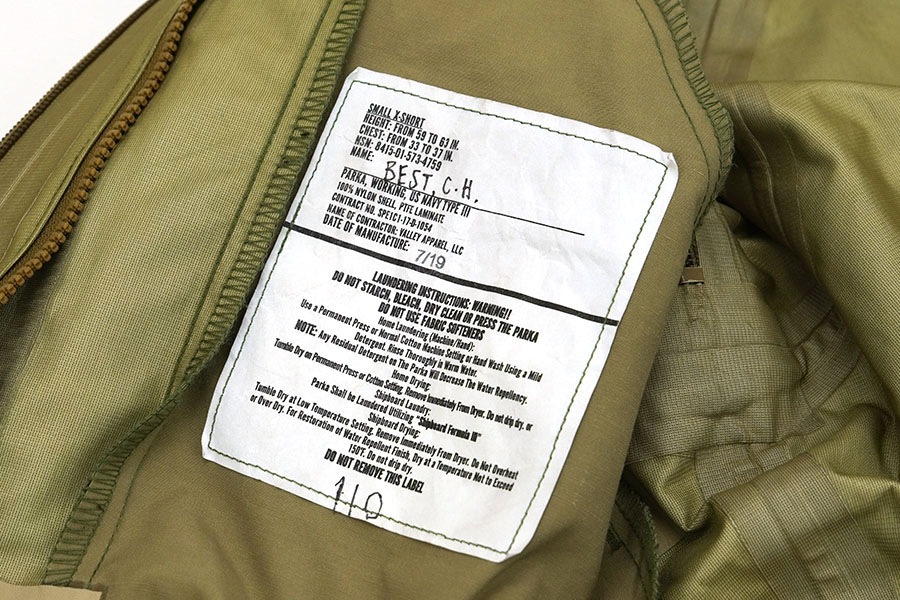 SMALL X-SHORT
HEIGHT: FROM 59 TO 63 IN.
CHEST: FROM 33 TO 37 IN.
NSN: 8415-01-573-4759
NAME: BEST, C.H.
PARKA, WORKING, US NAVY TYPE III
100% NYLON SHELL, PTFE LAMINATE
CONTRACT NO. SPE1C1-17-D-1054
NAME OF CONTRACTOR: VALLEY APPAREL, LLC
DATE OF MANUFACTURE: 7/19
LAUNDERING INSTRUCTIONS: WARNING!!
DO NOT STARCH, BLEACH, DRY CLEAN OR PRESS THE PARKA
DO NOT USE FABRIC SOFTENERS
Home Laundering (Machine/Hand):
Use a Permanent Press or Normal Cotton Machine Setting or Hand Wash Using a Mild
Detergent. Rinse Thoroughly in Warm Water.
NOTE: Any Residual Detergent on The Parka Will Decrease The Water Repellency.
Home Drying:
Tumble Dry on Permanent Press or Cotton Setting, Remove Immediately From Dryer. Do not drip dry.
Shipboard Laundry:
Parka Shall be Laundered Utilizing "Shipboard Formula III"
Shipboard Drying:
Tumble Dry at Low Temperature Setting. Remove Immediately From Dryer. Do Not Overheat
or Over Dry. For Restoration of Water Repellent Finish, Dry at a Temperature Not to Exceed
150°F. Do not drip dry.
DO NOT REMOVE THIS LABEL